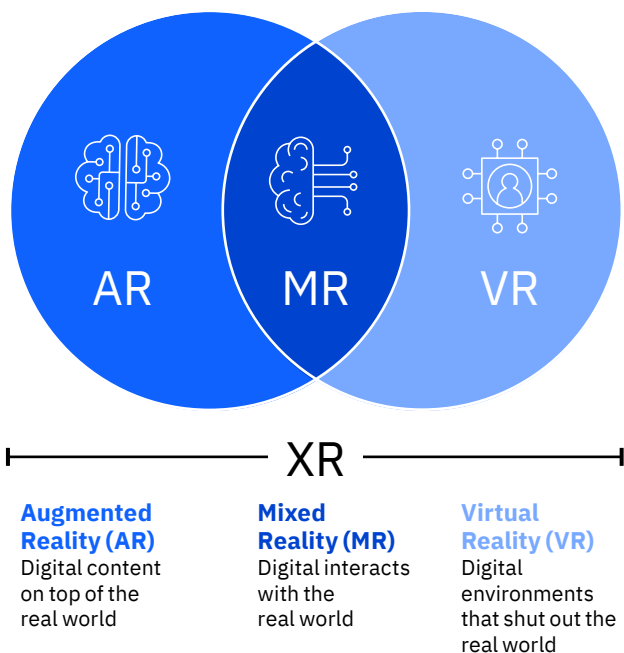 AR
MR
VR
XR
Augmented
Reality (AR)
Digital content
on top of the
real world
Mixed
Reality (MR)
Digital interacts
with the
real world
Virtual
Reality (VR)
Digital
environments
that shut out the
real world